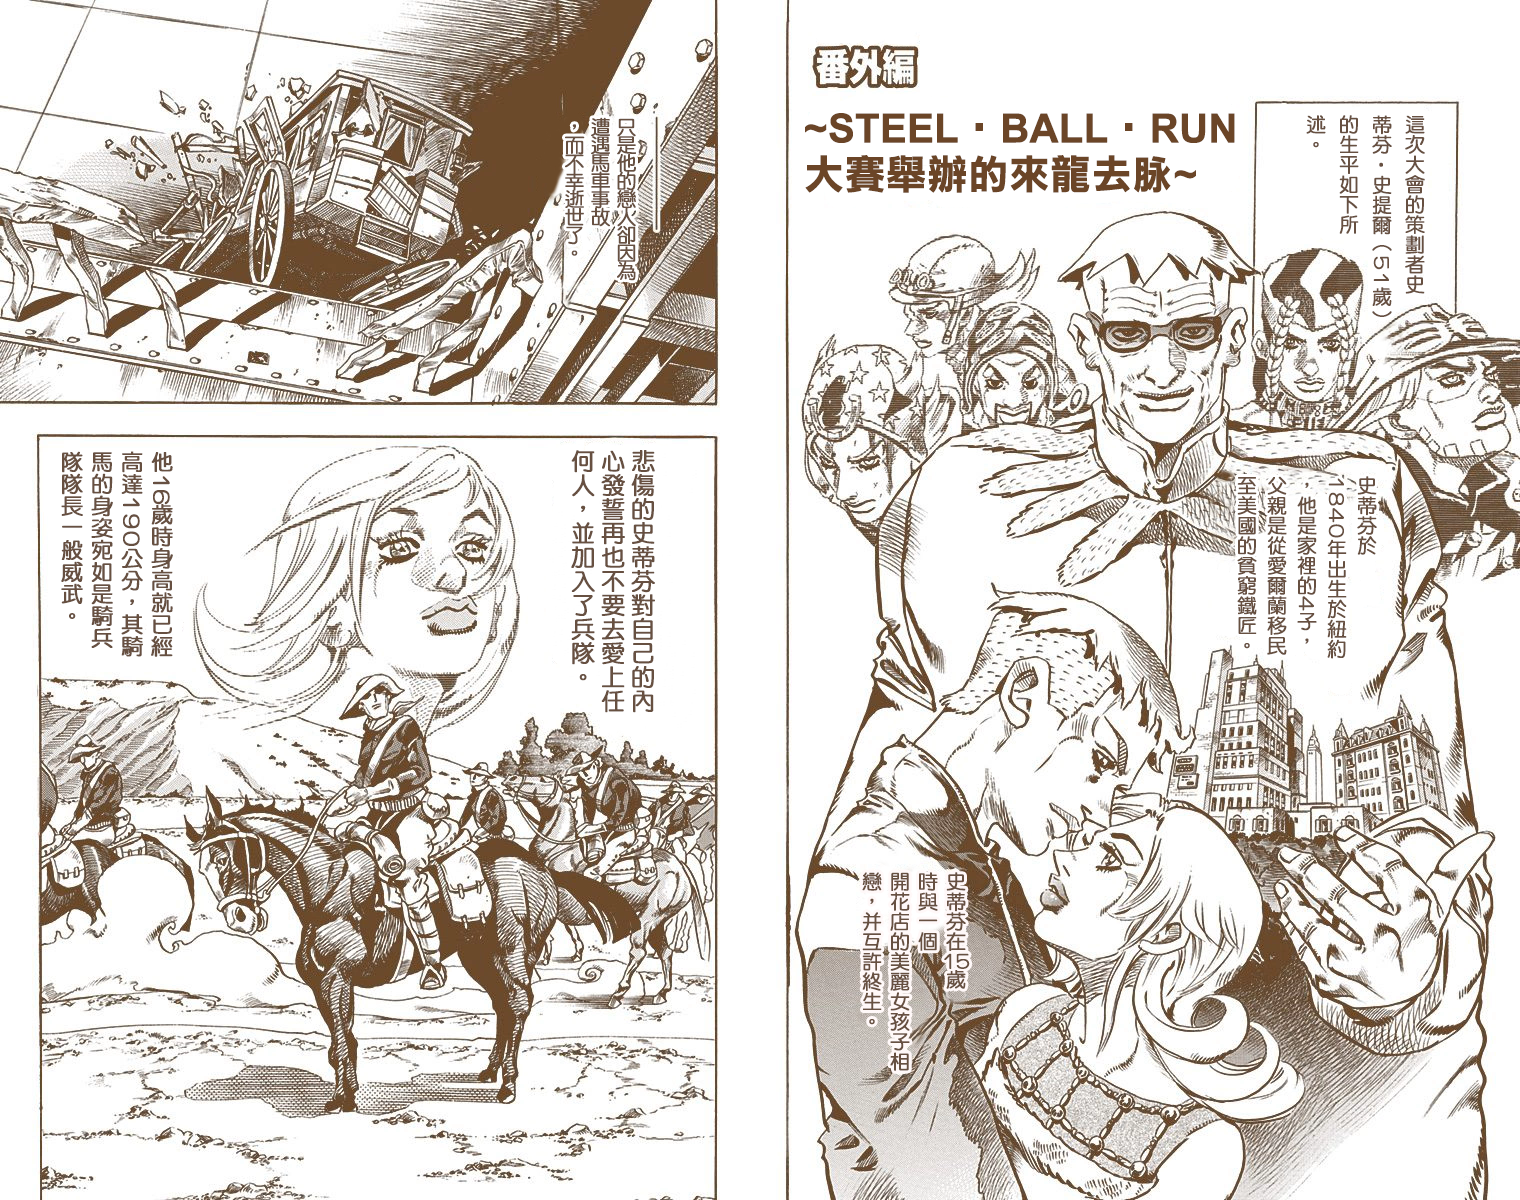 番外編
~STEEL・BALL・RUN
大賽舉辦的來龍去脉~
這次大會的策劃者史
蒂芬・史提爾（51歲）
的生平如下所
述。
史蒂芬於
1840年出生於紐約
，他是家裡的4子，
父親是從愛爾蘭移民
至美國的貧窮鐵匠。
史蒂芬在15歲
時與一個
開花店的美麗女孩子相
戀，并互許終生。
只是他的戀人卻因為
遭遇馬車事故
，而不幸逝世了。
悲傷的史蒂芬對自己的內
心發誓再也不要去愛上任
何人，並加入了兵隊。
他16歲時身高就已經
高達190公分，其騎
馬的身姿宛如是騎兵
隊隊長一般威武。